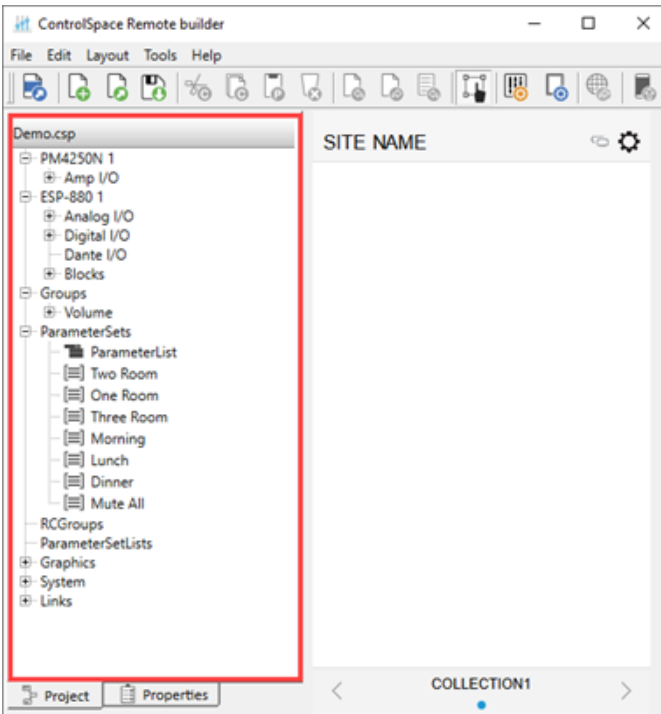 ControlSpace Remote builder
File Edit Layout Tools Help
Demo.csp
PM4250N 1
Amp I/O
ESP-880 1
Analog I/O
Digital I/O
Dante I/O
Blocks
Groups
Volume
ParameterSets
ParameterList
Two Room
One Room
Three Room
Morning
Lunch
Dinner
Mute All
RCGroups
ParameterSetLists
Graphics
System
Links
Project Properties
SITE NAME
COLLECTION1